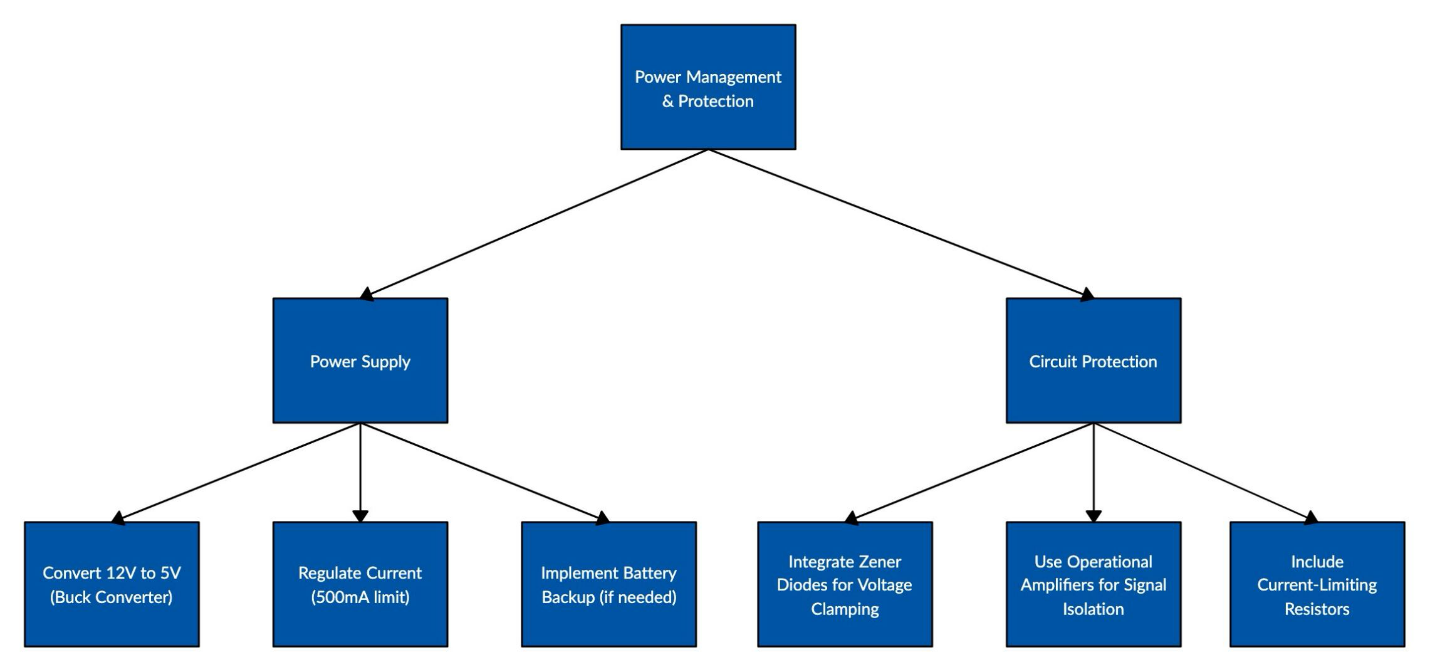 Power Management
& Protection
Power Supply
Circuit Protection
Convert 12V to 5V
(Buck Converter)
Regulate Current
(500mA limit)
Implement Battery
Backup (if needed)
Integrate Zener
Diodes for Voltage
Clamping
Use Operational
Amplifiers for Signal
Isolation
Include
Current-Limiting
Resistors